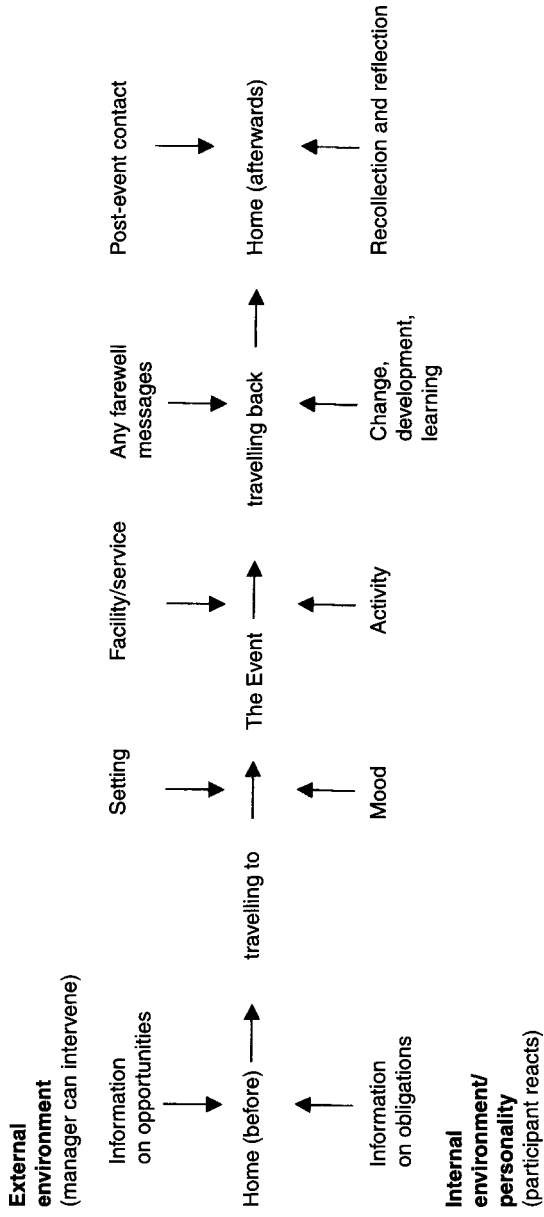 External
environment
(manager can intervene)
Information
on opportunities
Setting
Facility/service
Any farewell
messages
Post-event contact
Home (before)
travelling to
The Event
travelling back
Home (afterwards)
Information
on obligations
Mood
Activity
Change,
development,
learning
Recollection and reflection
Internal
environment/
personality
(participant reacts)